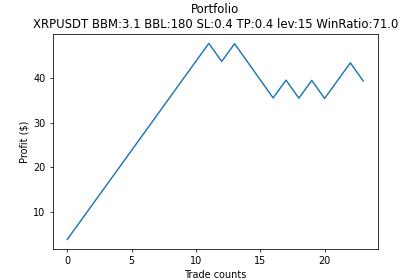 Portfolio
XRPUSDT BBM:3.1 BBL:180 SL:0.4 TP:0.4 lev:15 WinRatio:71.0
40
30
20
10
Profit ($)
0 5 10 15 20
Trade counts